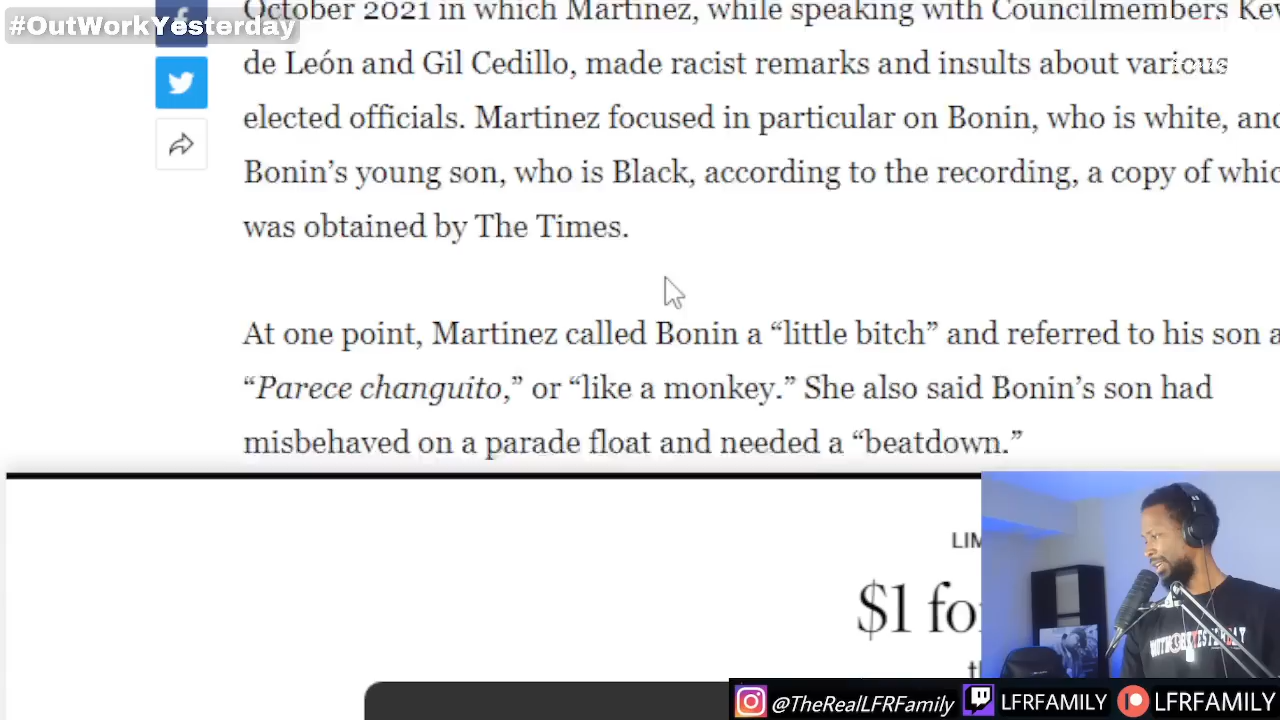 #OutWorkYesterday
October 2021 in which Martinez, while speaking with Councilmembers Kev
de León and Gil Cedillo, made racist remarks and insults about various
elected officials. Martinez focused in particular on Bonin, who is white, and
Bonin’s young son, who is Black, according to the recording, a copy of whic
was obtained by The Times.
At one point, Martinez called Bonin a “little bitch” and referred to his son a
“Parece changuito,” or “like a monkey.” She also said Bonin’s son had
misbehaved on a parade float and needed a “beatdown.”
LIM
$1 fo
OUTWORKYESTERDAY
@TheRealLFRFamily LFRFAMILY LFRFAMILY